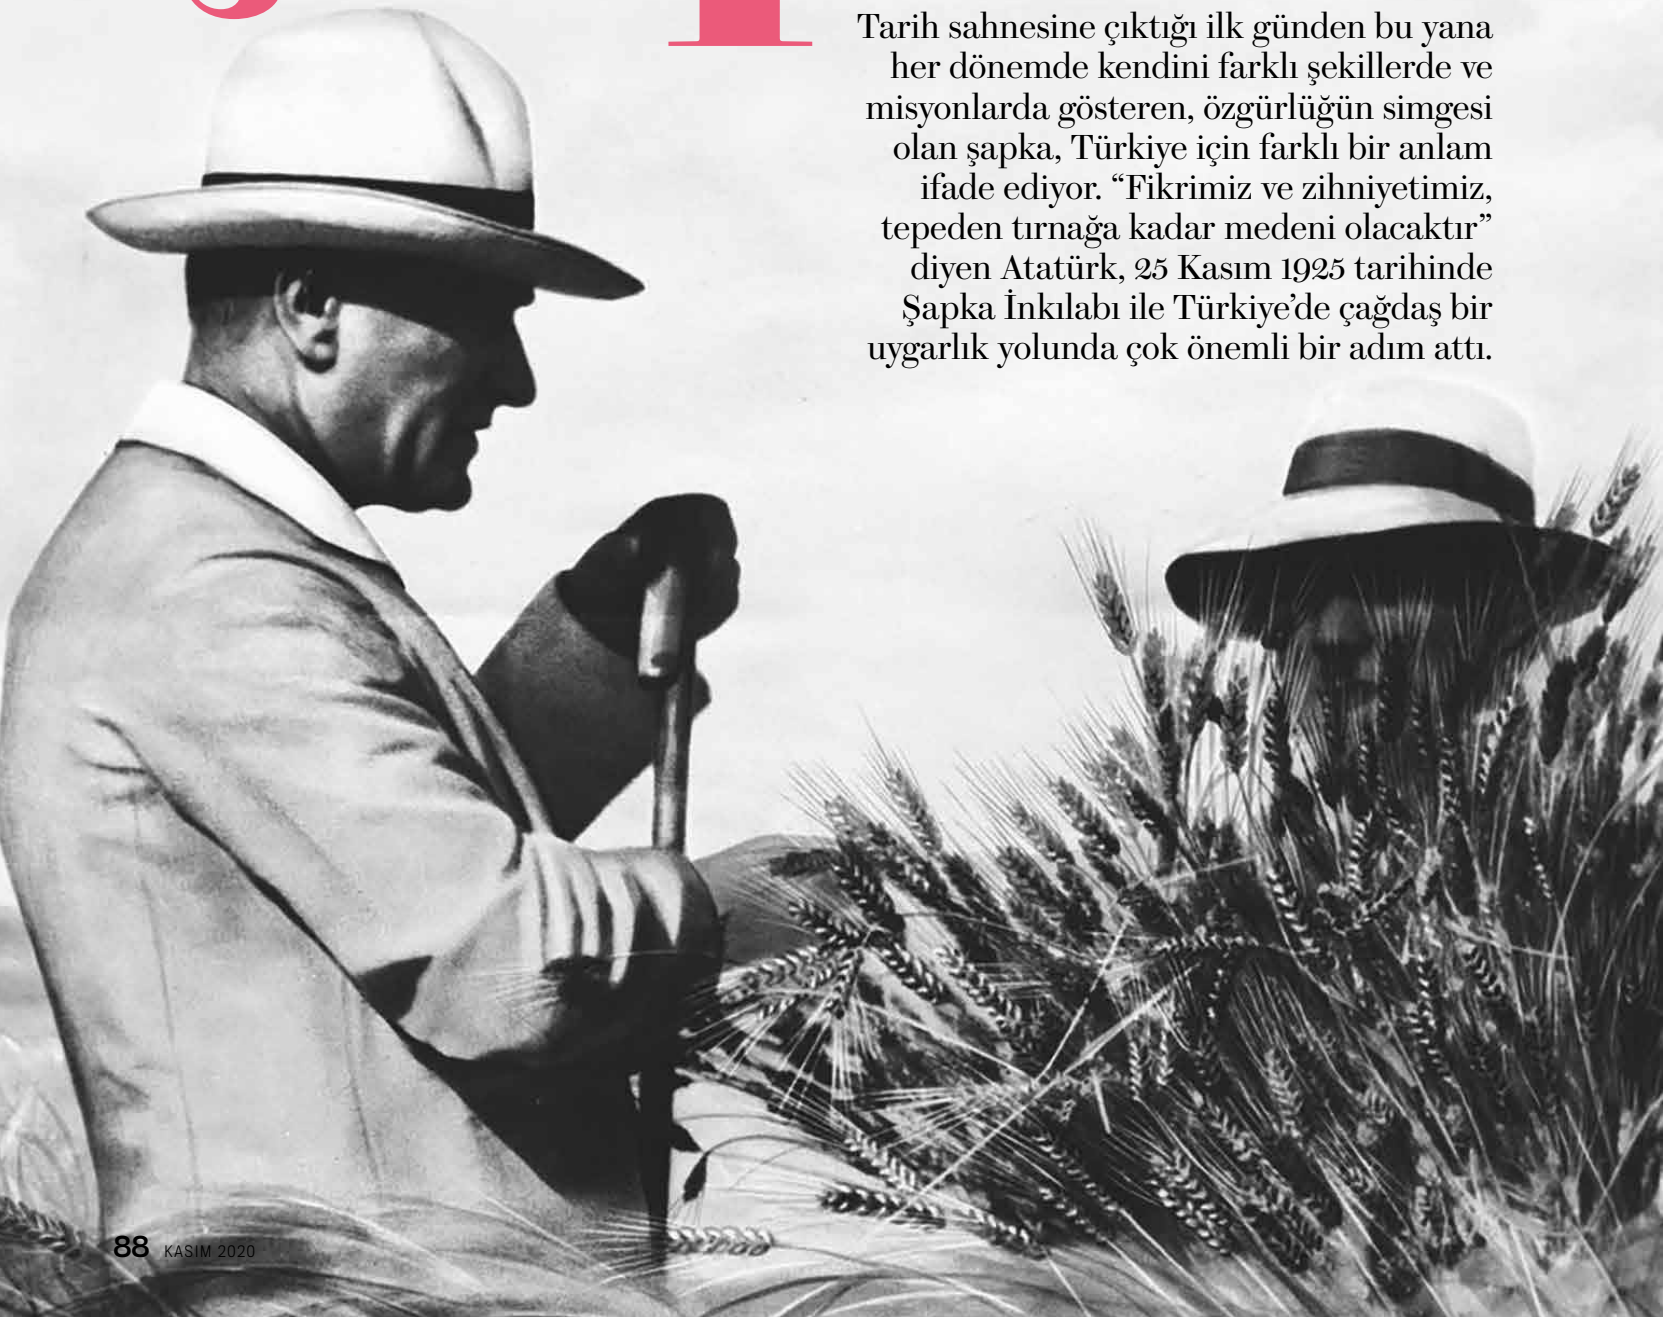 Tarih sahnesine çıktığı ilk günden bu yana
her dönemde kendini farklı şekillerde ve
misyonlarda gösteren, özgürlüğün simgesi
olan şapka, Türkiye için farklı bir anlam
ifade ediyor. “Fikrimiz ve zihniyetimiz,
tepeden tırnağa kadar medeni olacaktır”
diyen Atatürk, 25 Kasım 1925 tarihinde
Şapka İnkılabı ile Türkiye’de çağdaş bir
uygarlık yolunda çok önemli bir adım attı.
88 KASIM 2020